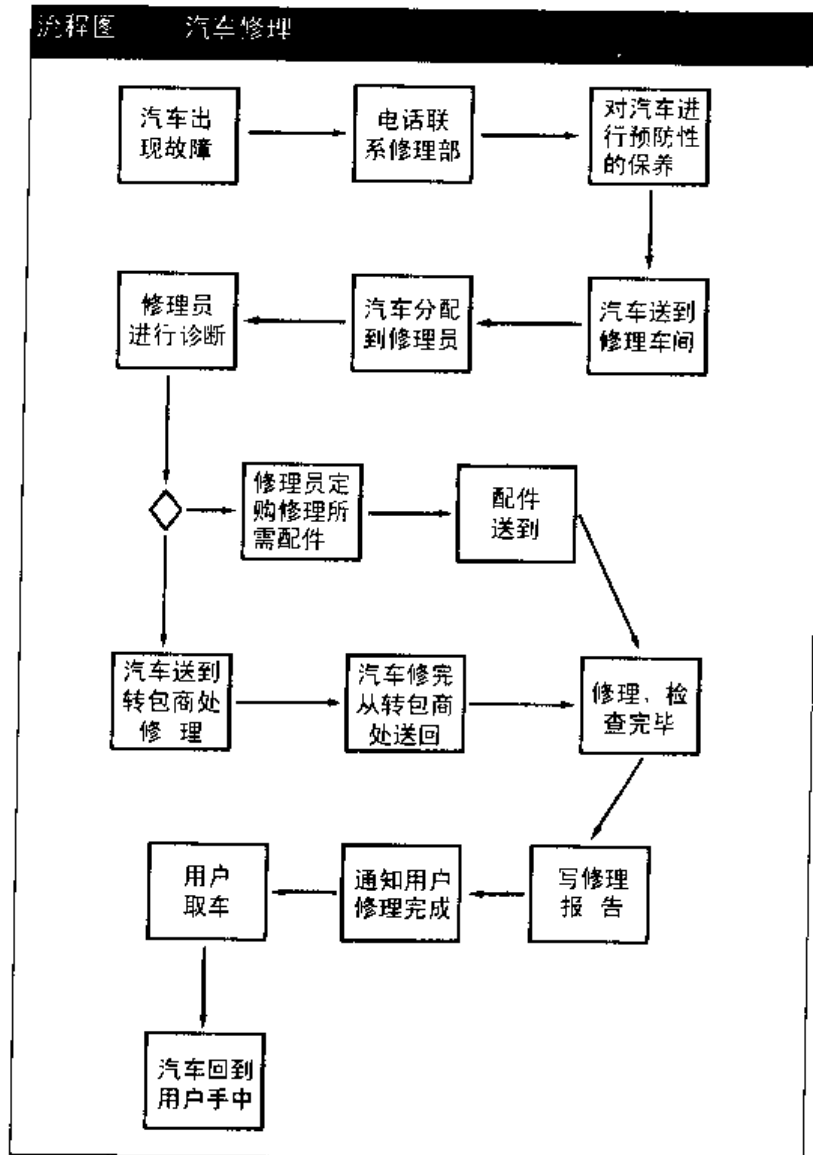 流程图 汽车修理
汽车出
现故障
电话联
系修理部
对汽车进
行预防性
的保养
修理员
进行诊断
汽车分配
到修理员
汽车送到
修理车间
修理员定
购修理所
需配件
配件
送到
汽车送到
转包商处
修 理
汽车修完
从转包商
处送回
修理、检
查完毕
用户
取车
通知用户
修理完成
写修理
报 告
汽车回到
用户手中